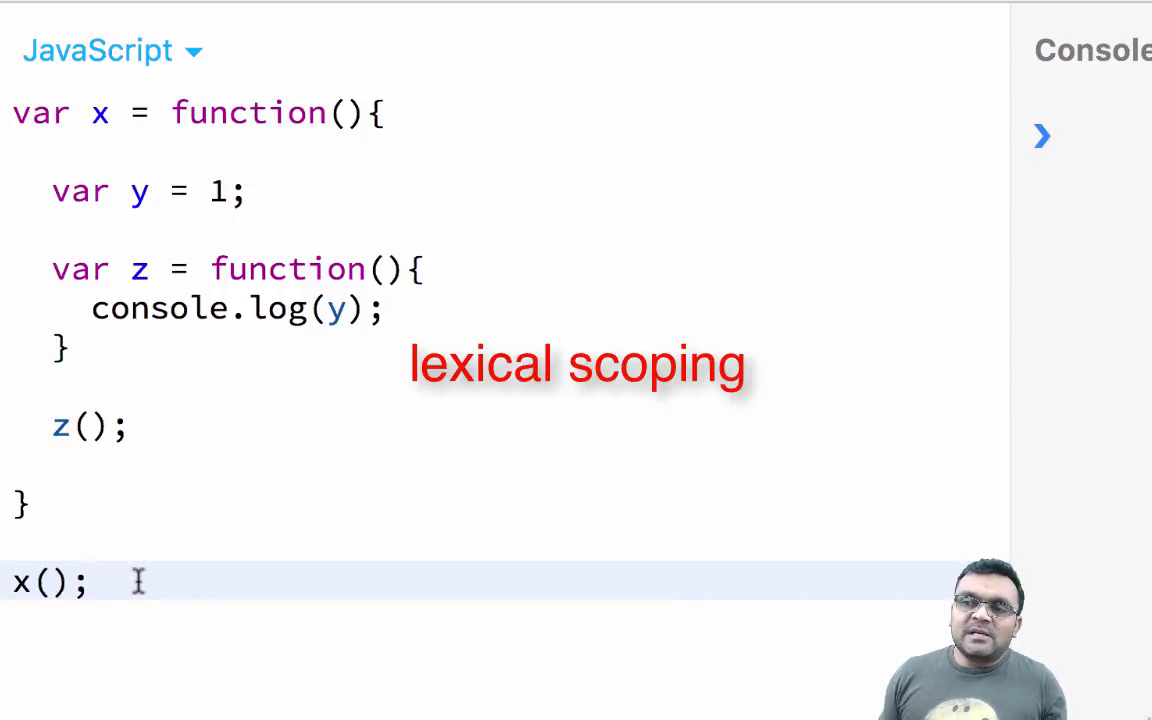 JavaScript
Console
var x = function(){
var y = 1;
var z = function(){
console.log(y);
}
lexical scoping
z();
}
x();